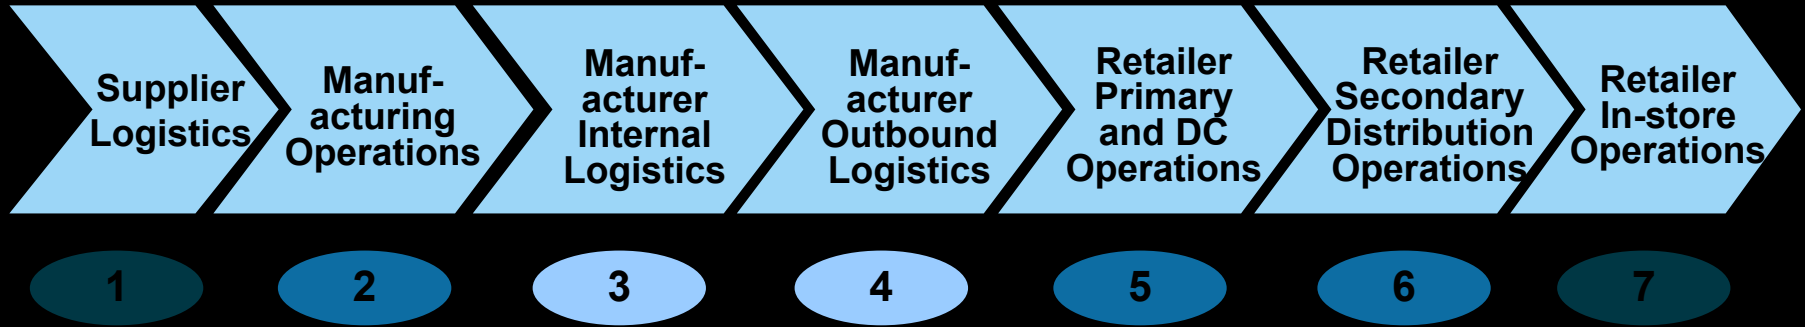 Supplier
Logistics
Manuf-
acturing
Operations
Manuf-
acturer
Internal
Logistics
Manuf-
acturer
Outbound
Logistics
Retailer
Primary
and DC
Operations
Retailer
Secondary
Distribution
Operations
Retailer
In-store
Operations
1
2
3
4
5
6
7